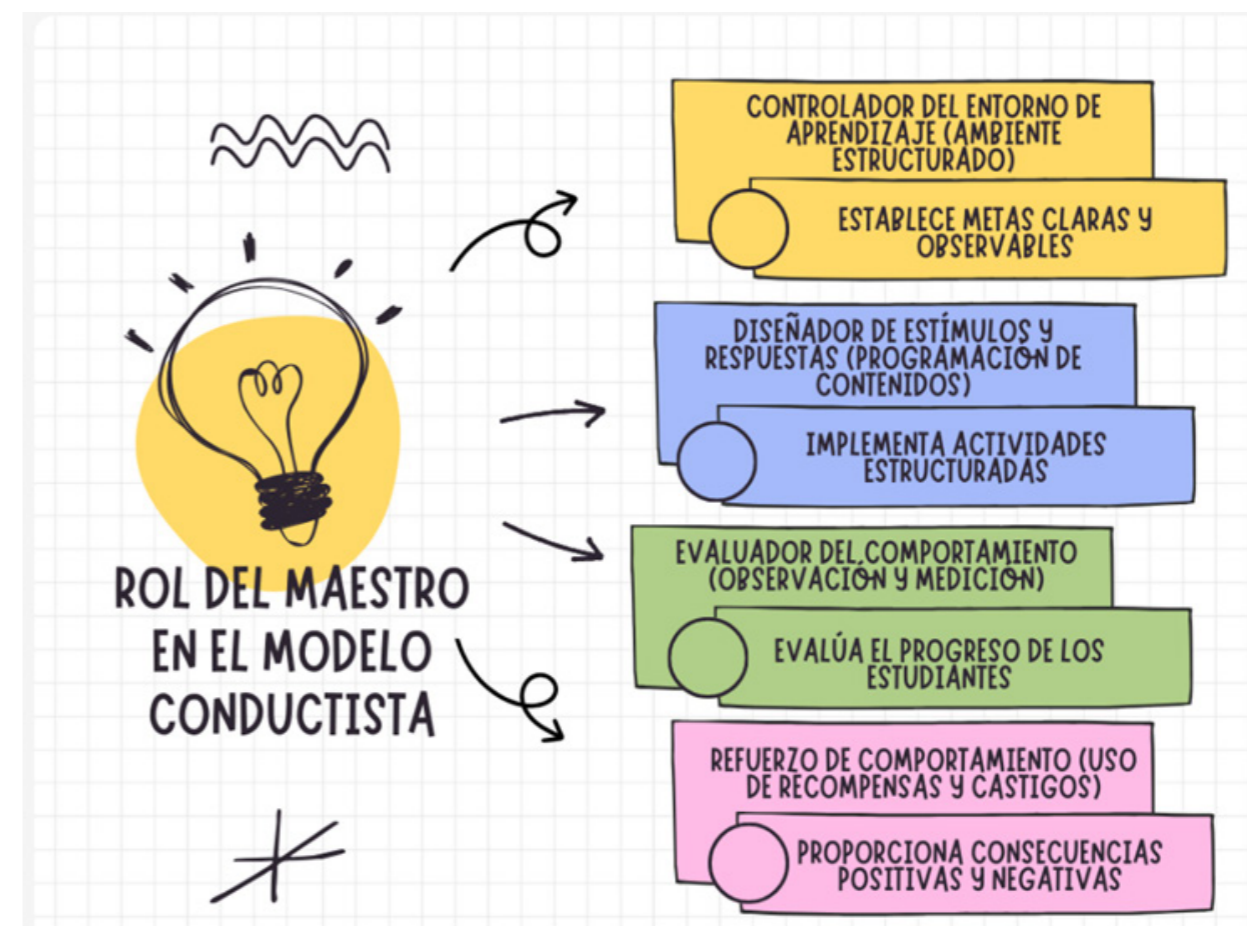 ROL DEL MAESTRO
EN EL MODELO
CONDUCTISTA
CONTROLADOR DEL ENTORNO DE
APRENDIZAJE (AMBIENTE
ESTRUCTURADO)
ESTABLECE METAS CLARAS Y
OBSERVABLES
DISEÑADOR DE ESTÍMULOS Y
RESPUESTAS (PROGRAMACIÓN DE
CONTENIDOS)
IMPLEMENTA ACTIVIDADES
ESTRUCTURADAS
EVALUADOR DEL COMPORTAMIENTO
(OBSERVACIÓN Y MEDICIÓN)
EVALÚA EL PROGRESO DE LOS
ESTUDIANTES
REFUERZO DE COMPORTAMIENTO (USO
DE RECOMPENSAS Y CASTIGOS)
PROPORCIONA CONSECUENCIAS
POSITIVAS Y NEGATIVAS